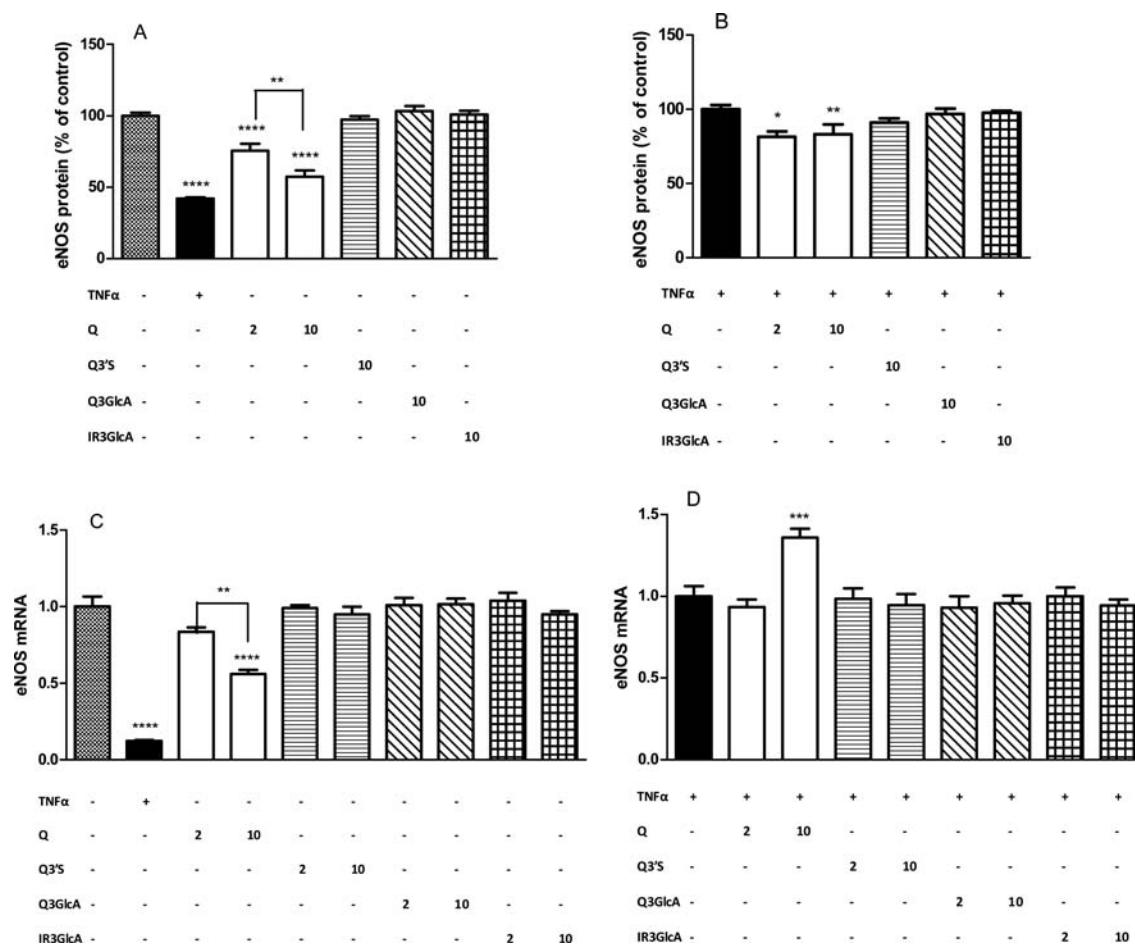 A
eNOS protein (% of control)
150
100
50
0
**
**** **** ****
TNFα - + - - - - -
Q - - 2 10 - - -
Q3'S - - - - 10 - -
Q3GlcA - - - - - 10 -
IR3GlcA - - - - - - 10
B
eNOS protein (% of control)
150
100
50
0
* **
TNFα + + + + + +
Q - 2 10 - - -
Q3'S - - - 10 - -
Q3GlcA - - - - 10 -
IR3GlcA - - - - - 10
C
eNOS mRNA
1.5
1.0
0.5
0.0
**
**** ****
TNFα - + - - - - - - - -
Q - - 2 10 - - - - - -
Q3'S - - - - 2 10 - - - -
Q3GlcA - - - - - - 2 10 - -
IR3GlcA - - - - - - - - 2 10
D
eNOS mRNA
1.5
1.0
0.5
0.0
***
TNFα + + + + + + + + +
Q - 2 10 - - - - - -
Q3'S - - - 2 10 - - - -
Q3GlcA - - - - - 2 10 - -
IR3GlcA - - - - - - - 2 10